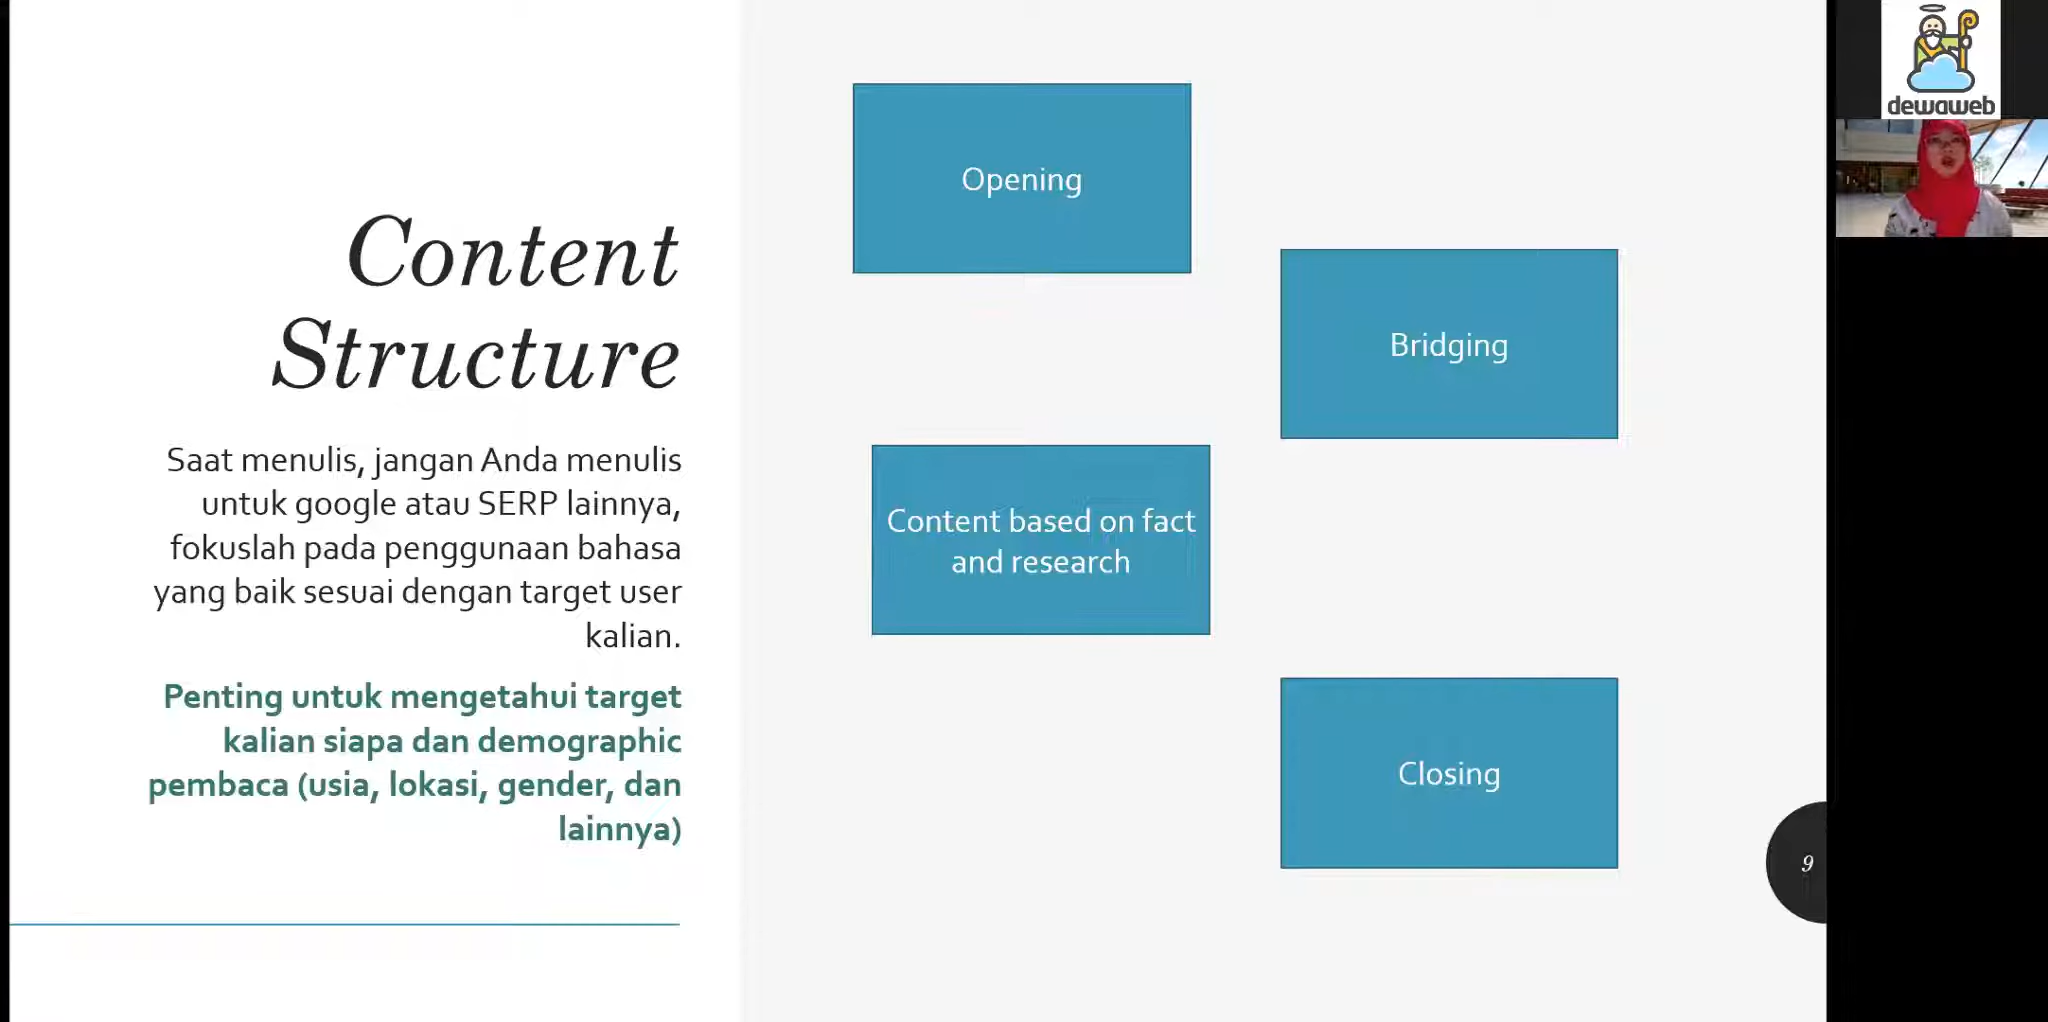 Content
Structure
Saat menulis, jangan Anda menulis
untuk google atau SERP lainnya,
fokuslah pada penggunaan bahasa
yang baik sesuai dengan target user
kalian.
Penting untuk mengetahui target
kalian siapa dan demographic
pembaca (usia, lokasi, gender, dan
lainnya)
Opening
Bridging
Content based on fact
and research
Closing
9
dewaweb